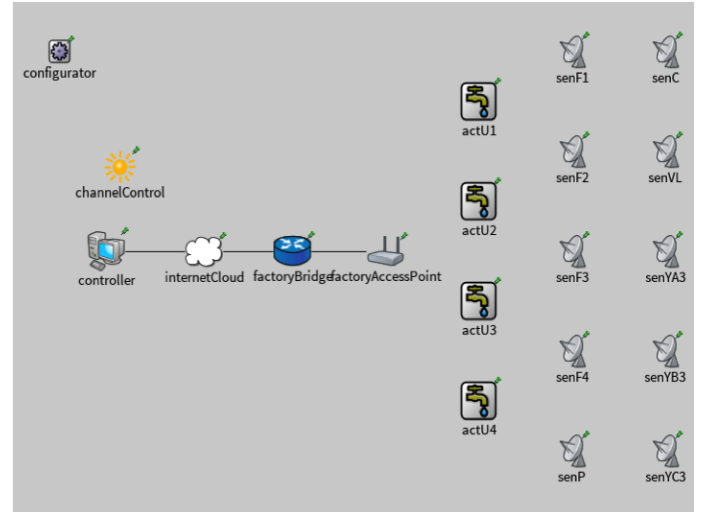 configurator
channelControl
controller
internetCloud
factoryBridge
factoryAccessPoint
actU1
actU2
actU3
actU4
senF1
senC
senF2
senVL
senF3
senYA3
senF4
senYB3
senP
senYC3